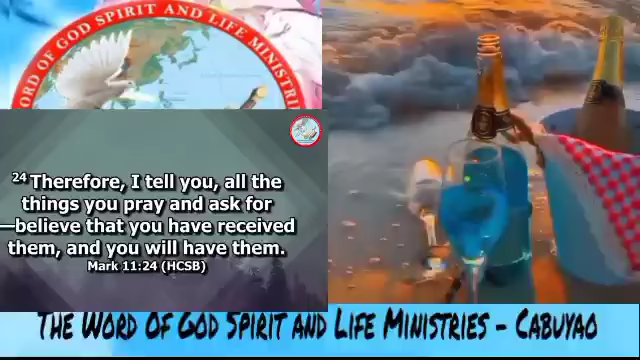 WORD OF GOD SPIRIT AND LIFE MINISTRIES
24 Therefore, I tell you, all the
things you pray and ask for
—believe that you have received
them, and you will have them.
Mark 11:24 (HCSB)
The Word Of God Spirit and Life Ministries - Cabuyao